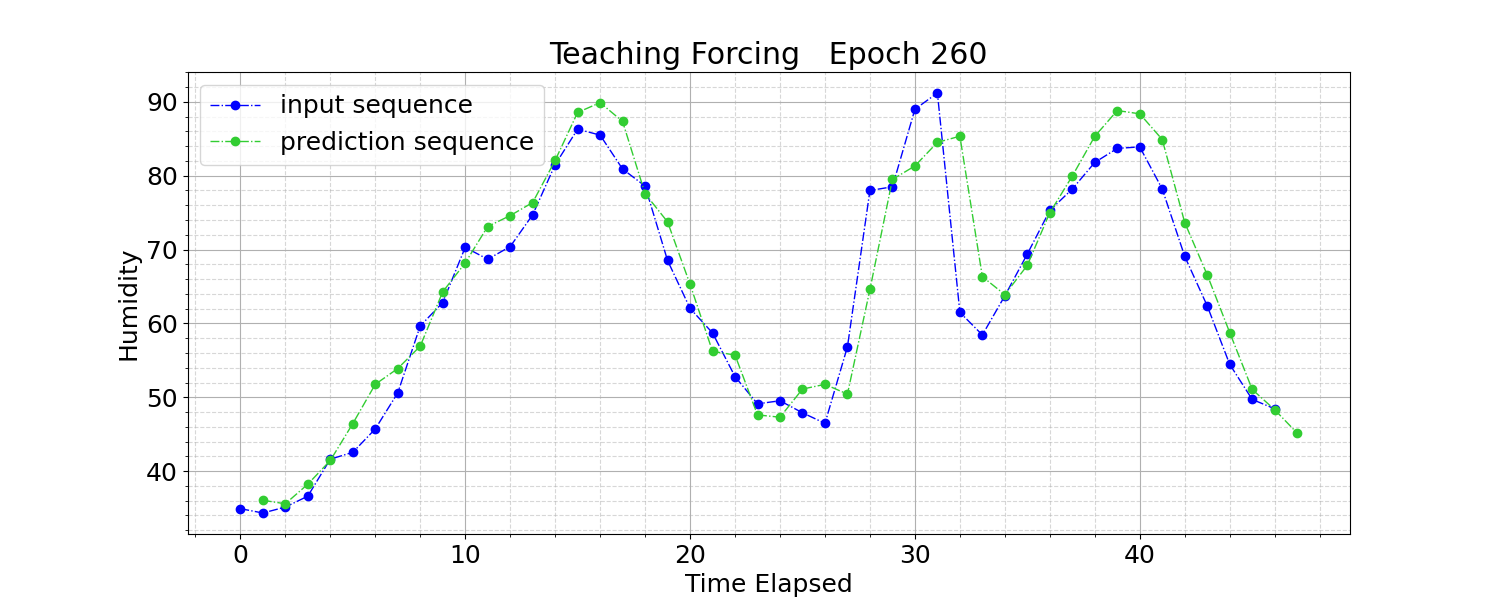 Teaching Forcing   Epoch 260
input sequence
prediction sequence
Humidity
90
80
70
60
50
40
0 10 20 30 40
Time Elapsed